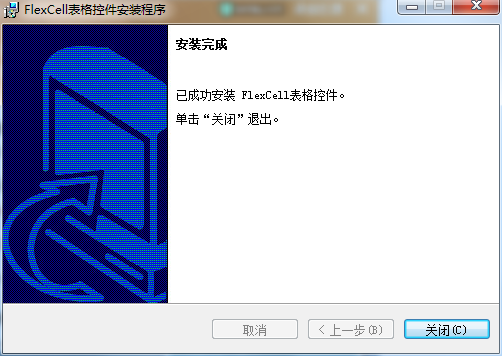 FlexCell表格控件安装程序
安装完成
已成功安装 FlexCell表格控件。
单击“关闭”退出。
取消
< 上一步(B)
关闭(C)